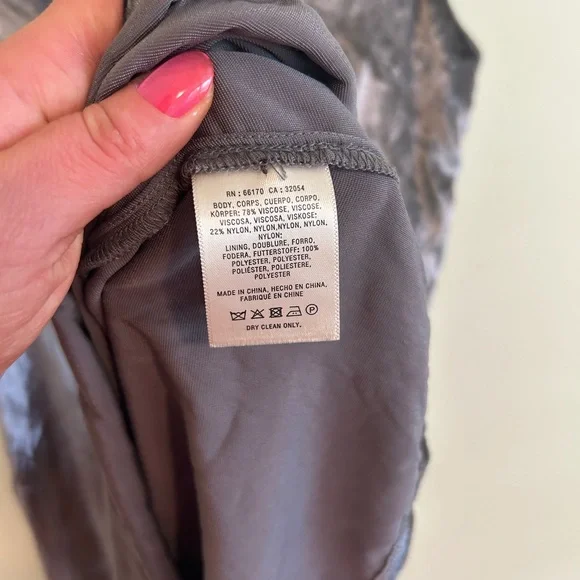 RN : 66170 CA : 32054
BODY, CORPS, CUERPO, CORPO,
KÖRPER: 78% VISCOSE, VISCOSE,
VISCOSA, VISCOSA, VISKOSE:
22% NYLON, NYLON,NYLON, NYLON,
NYLON:
LINING, DOUBLURE, FORRO,
FODERA, FUTTERSTOFF: 100%
POLYESTER, POLYESTER,
POLIÉSTER, POLIESTERE,
POLYESTER
MADE IN CHINA, HECHO EN CHINA,
FABRIQUÉ EN CHINE
P
DRY CLEAN ONLY.